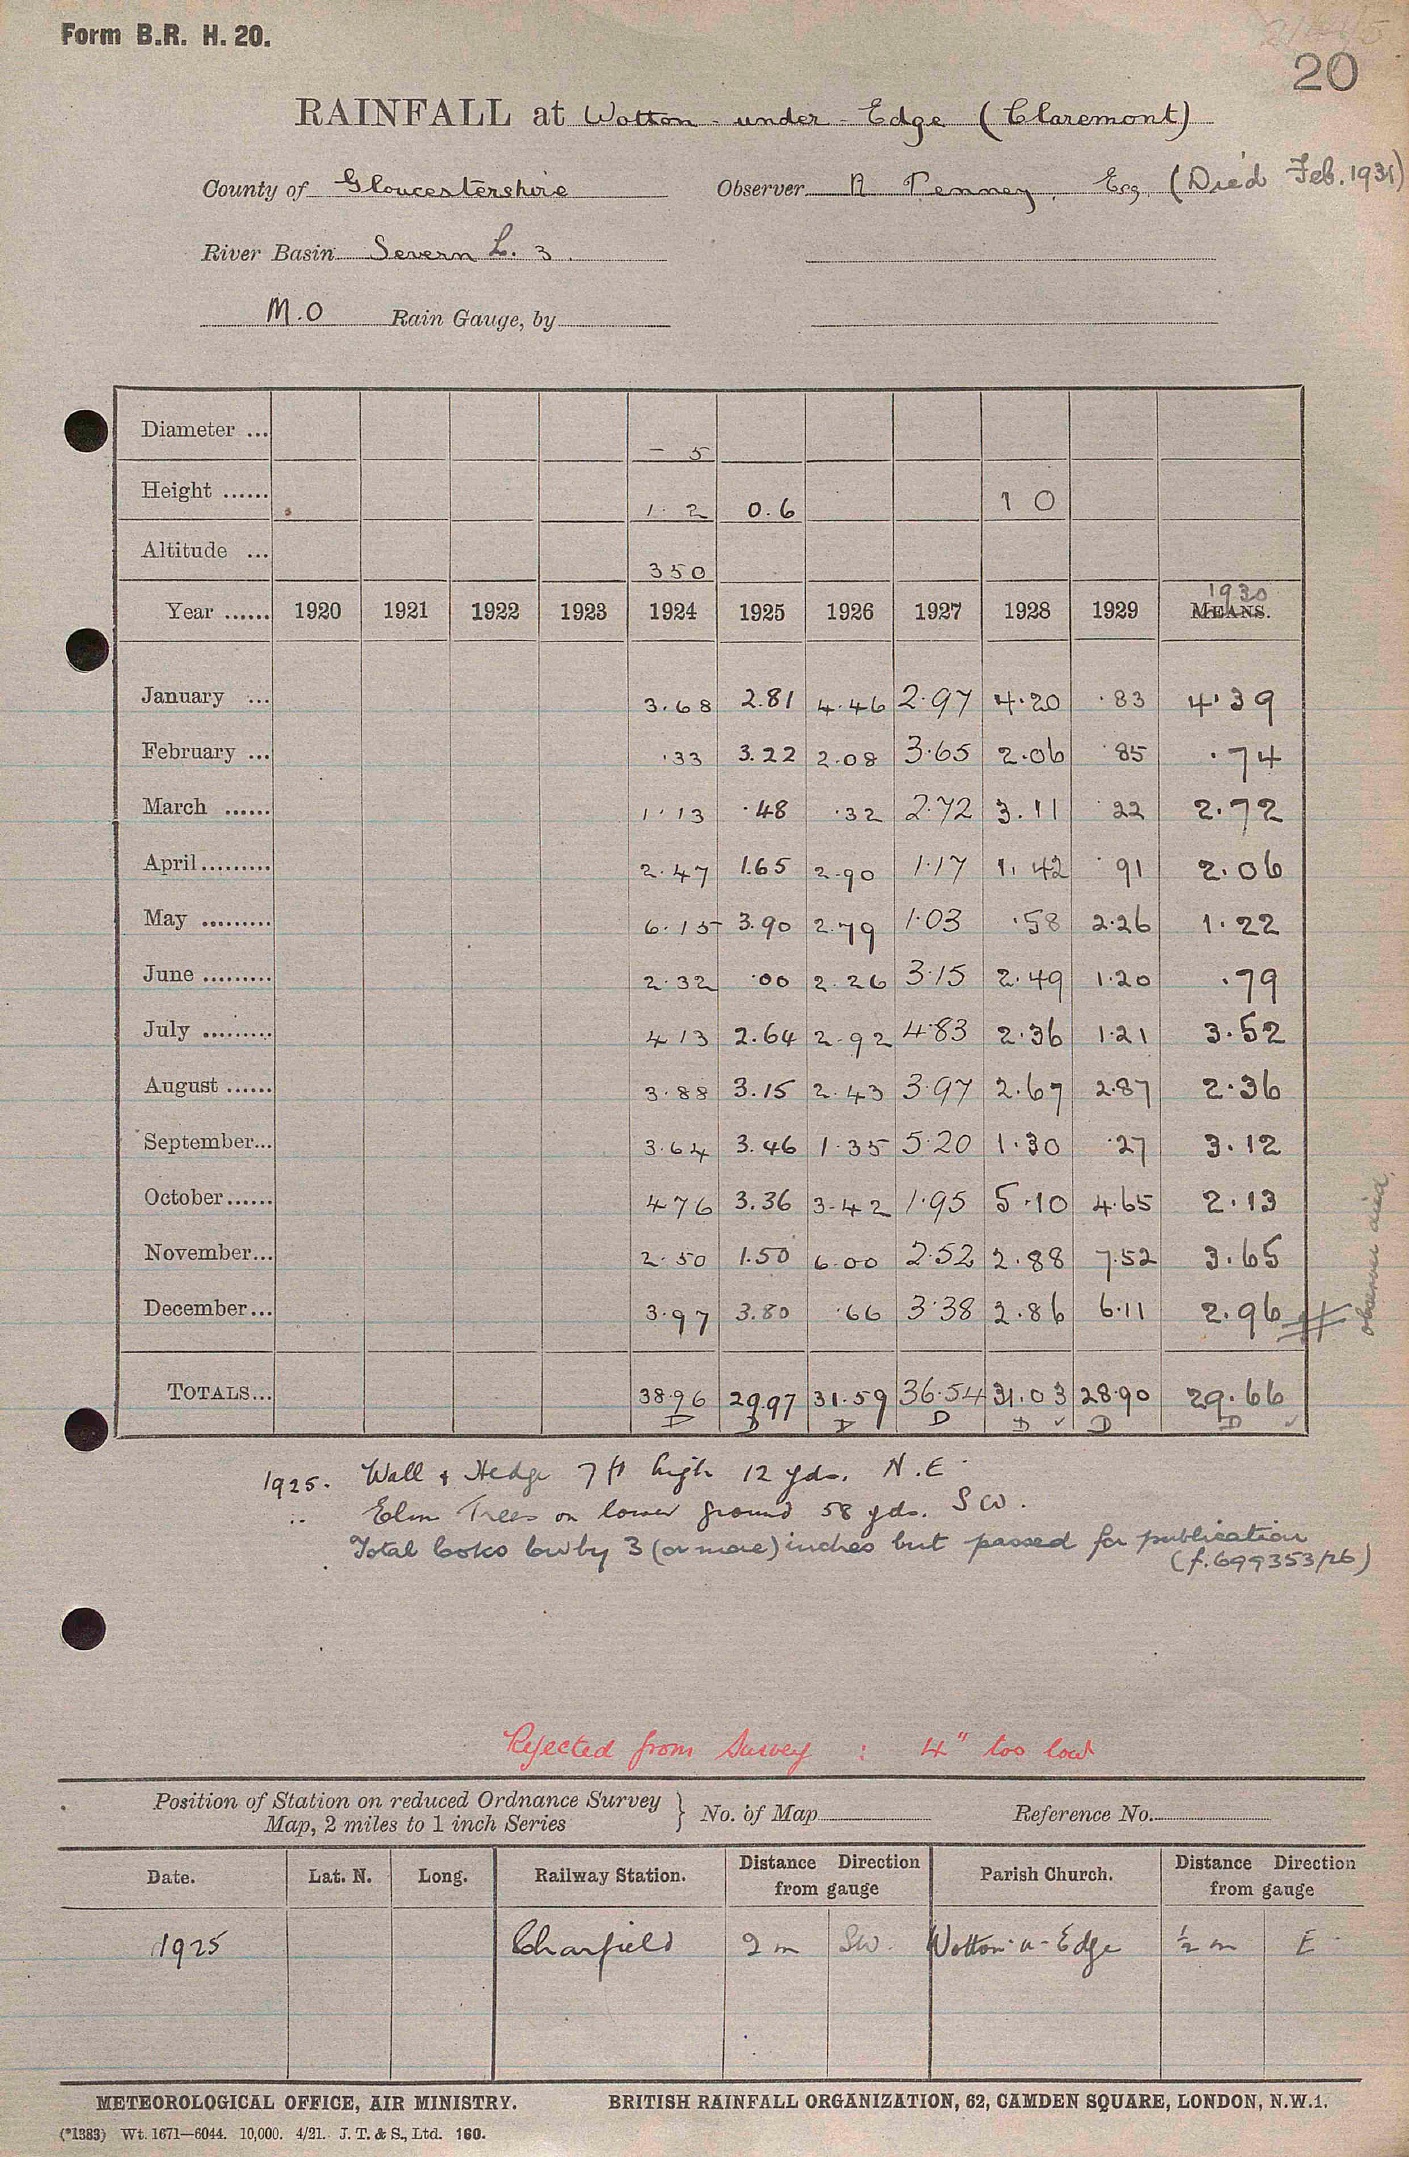 Form B.R. H. 20.
20
RAINFALL at Wotton - under - Edge (Claremont)
County of Gloucestershire Observer R Penney, Esq. (Died Feb. 1931)
River Basin Severn L. 3.
M.O Rain Gauge, by
Diameter ... - 5
Height ...... 1. 2 0.6 1 0
Altitude ... 350
1930
Year ...... 1920 1921 1922 1923 1924 1925 1926 1927 1928 1929 MEANS.
January ... 3.68 2.81 4.46 2.97 4.20 .83 4.39
February ... .33 3.22 2.08 3.65 2.06 .85 .74
March ...... 1.13 .48 .32 2.72 3.11 .22 2.72
April......... 2.47 1.65 2.90 1.17 1.42 .91 2.06
May ......... 6.15 3.90 2.79 1.03 .58 2.26 1.22
June ......... 2.32 .00 2.26 3.15 2.49 1.20 .79
July ......... 4 13 2.64 2.92 4.83 2.36 1.21 3.52
August ...... 3.88 3.15 2.43 3.97 2.67 2.87 2.36
September... 3.64 3.46 1.35 5.20 1.30 .27 3.12
October...... 4 76 3.36 3.42 1.95 5.10 4.65 2.13
November... 2.50 1.50 6.00 2.52 2.88 7.52 3.65
December... 3.97 3.80 .66 3.38 2.86 6.11 2.96
observer died.
TOTALS... 38.96 29.97 31.59 36.54 31.03 28.90 29.66
D D D D D ✓ D D ✓
1925. Wall & Hedge 7 ft high 12 yds. N.E.
.. Elm Trees on lower ground 58 yds. SW.
Total looks low by 3 (or more) inches but passed for publication
(f.699353/26)
Rejected from Survey : 4" too low
Position of Station on reduced Ordnance Survey
Map, 2 miles to 1 inch Series } No. of Map Reference No.
Date. Lat. N. Long. Railway Station. Distance Direction from gauge Parish Church. Distance Direction from gauge
1925 Charfield 2 m SW. Wotton-u-Edge ½ m E
METEOROLOGICAL OFFICE, AIR MINISTRY. BRITISH RAINFALL ORGANIZATION, 62, CAMDEN SQUARE, LONDON, N.W.1.
(*1383) Wt. 1671—6044. 10,000. 4/21. J. T. & S., Ltd. 160.